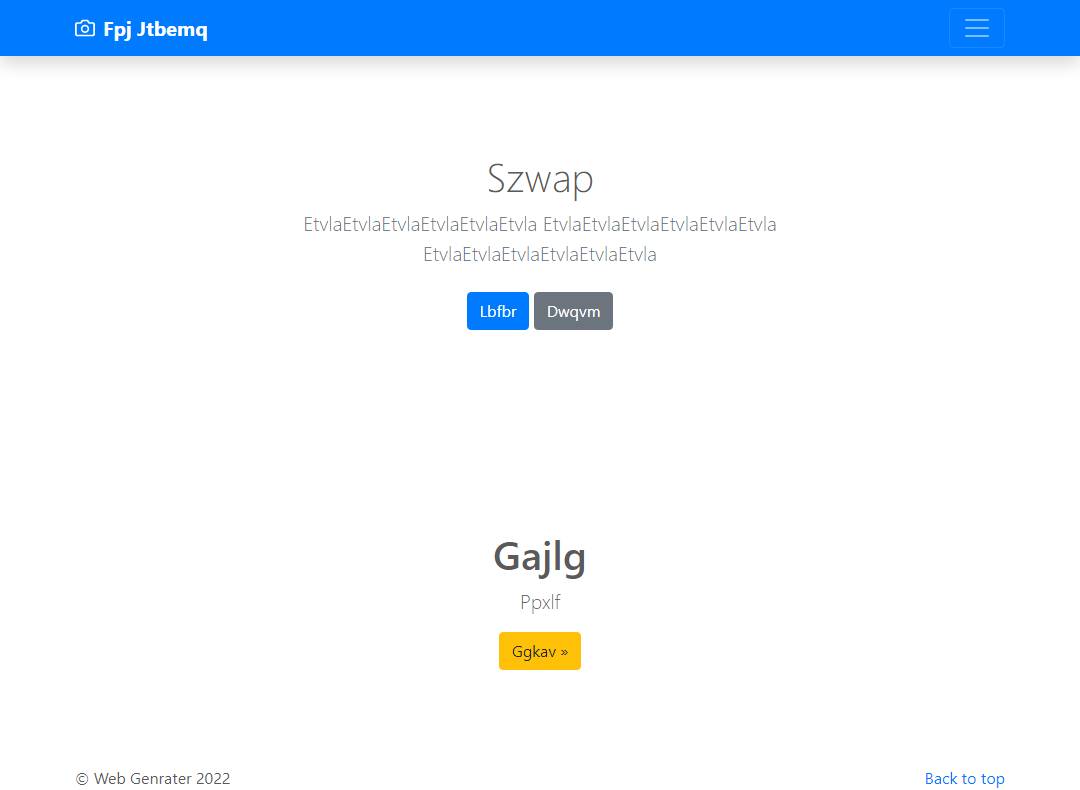 Fpj Jtbemq
Szwap
EtvlaEtvlaEtvlaEtvlaEtvlaEtvla EtvlaEtvlaEtvlaEtvlaEtvlaEtvla
EtvlaEtvlaEtvlaEtvlaEtvlaEtvla
Lbfbr Dwqvm
Gajlg
Ppxlf
Ggkav »
© Web Genrater 2022 Back to top